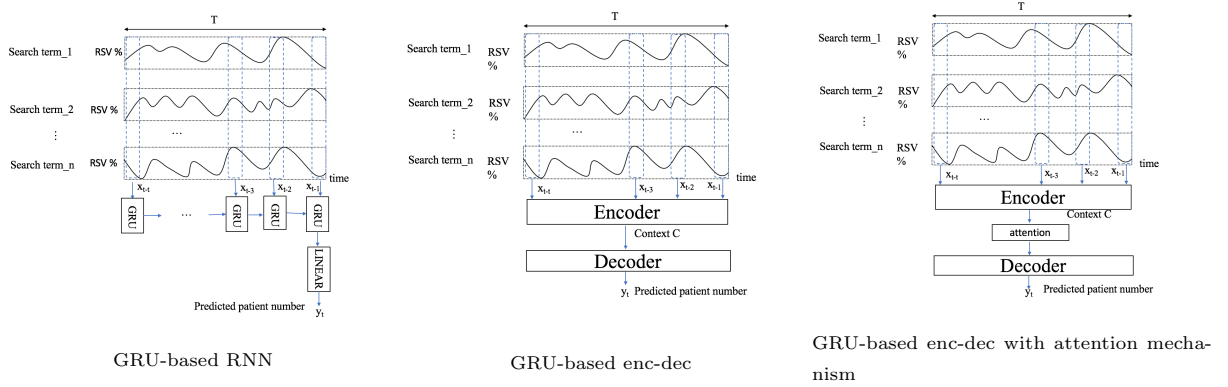 T
Search term_1
RSV %
Search term_2
RSV %
⋮
...
Search term_n
RSV %
time
x_{t-t}
x_{t-3}
x_{t-2}
x_{t-1}
GRU
...
GRU
GRU
GRU
LINEAR
Predicted patient number
y_t
GRU-based RNN
T
Search term_1
RSV
%
Search term_2
RSV
%
⋮
...
Search term_n
RSV
%
time
x_{t-t}
x_{t-3}
x_{t-2}
x_{t-1}
Encoder
Context C
Decoder
y_t Predicted patient number
GRU-based enc-dec
T
Search term_1
RSV
%
Search term_2
RSV
%
⋮
...
Search term_n
RSV
%
time
x_{t-t}
x_{t-3}
x_{t-2}
x_{t-1}
Encoder
Context C
attention
Decoder
y_t Predicted patient number
GRU-based enc-dec with attention mecha-
nism